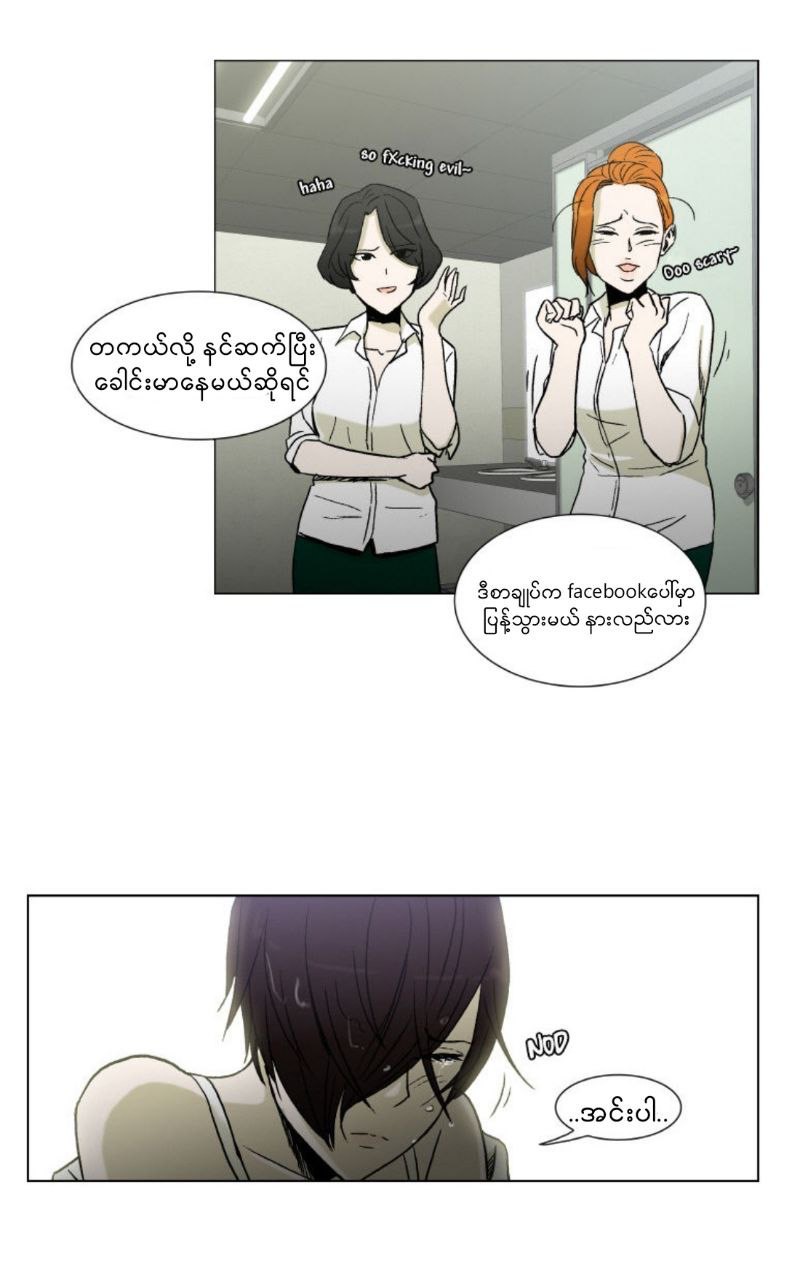 so fXcking evil~
haha
Ooo scary~
တကယ်လို့ နင်ဆက်ပြီး
ခေါင်းမာနေမယ်ဆိုရင်
ဒီစာချုပ်က facebookပေါ်မှာ
ပြန့်သွားမယ် နားလည်လား
NOD
..အင်းပါ..